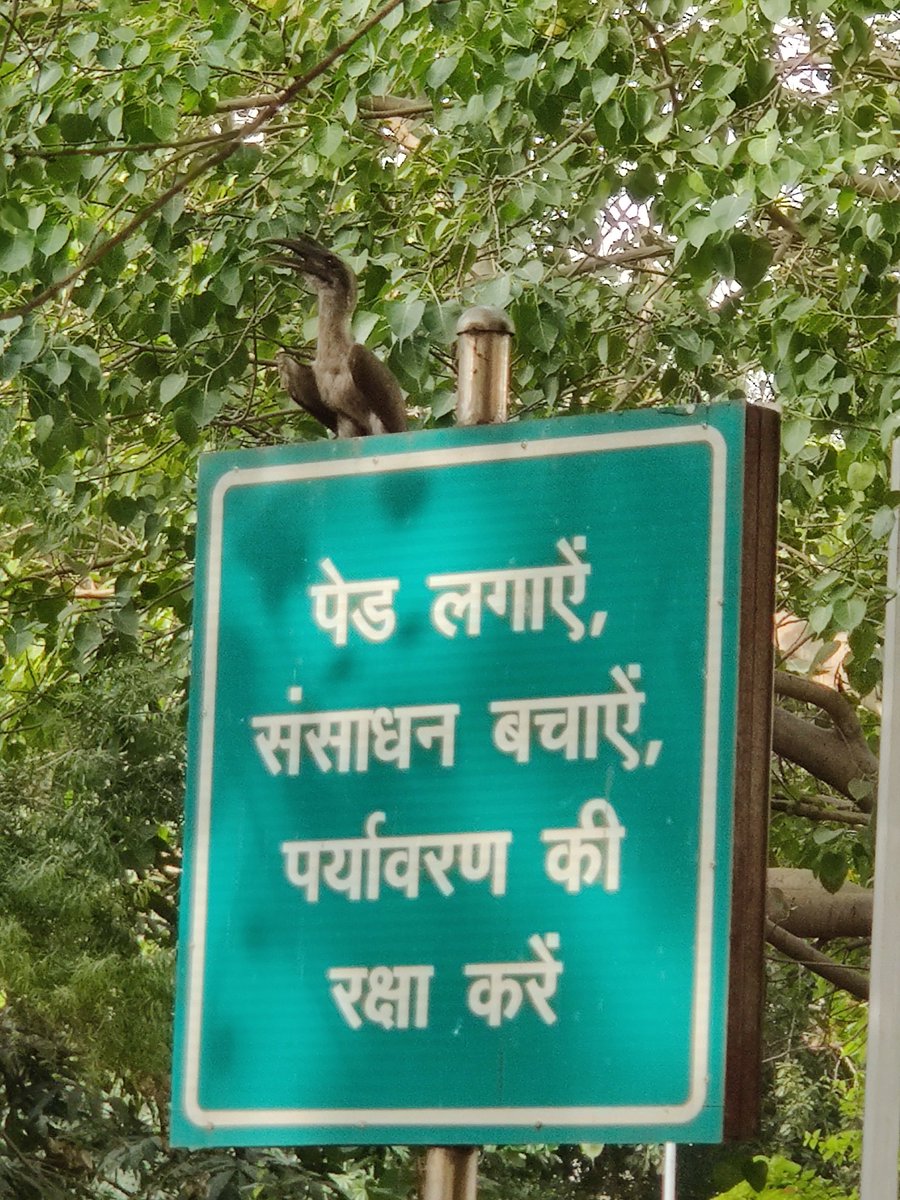 पेड लगाऐं,
संसाधन बचाऐं,
पर्यावरण की
रक्षा करें